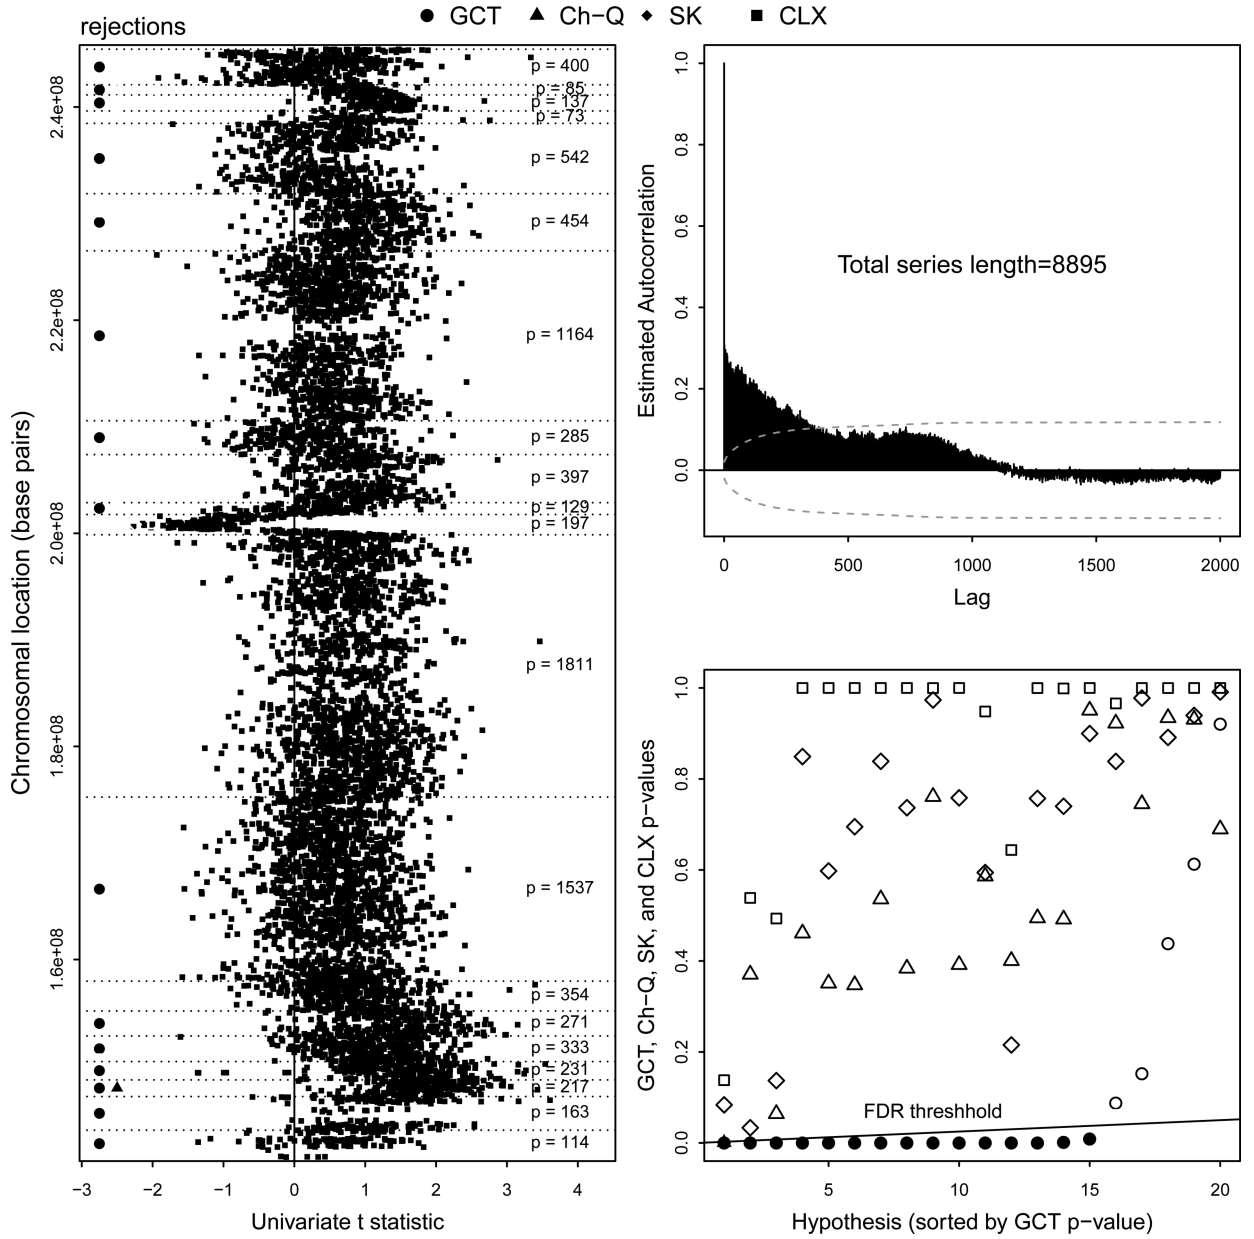 GCT Ch−Q SK CLX
rejections
Chromosomal location (base pairs)
2.4e+08
2.2e+08
2.0e+08
1.8e+08
1.6e+08
p = 400
p = 85
p = 137
p = 73
p = 542
p = 454
p = 1164
p = 285
p = 397
p = 129
p = 197
p = 1811
p = 1537
p = 354
p = 271
p = 333
p = 231
p = 217
p = 163
p = 114
−3 −2 −1 0 1 2 3 4
Univariate t statistic
Estimated Autocorrelation
1.0
0.8
0.6
0.4
0.2
0.0
Total series length=8895
0 500 1000 1500 2000
Lag
GCT, Ch−Q, SK, and CLX p−values
1.0
0.8
0.6
0.4
0.2
0.0
FDR threshhold
5 10 15 20
Hypothesis (sorted by GCT p−value)